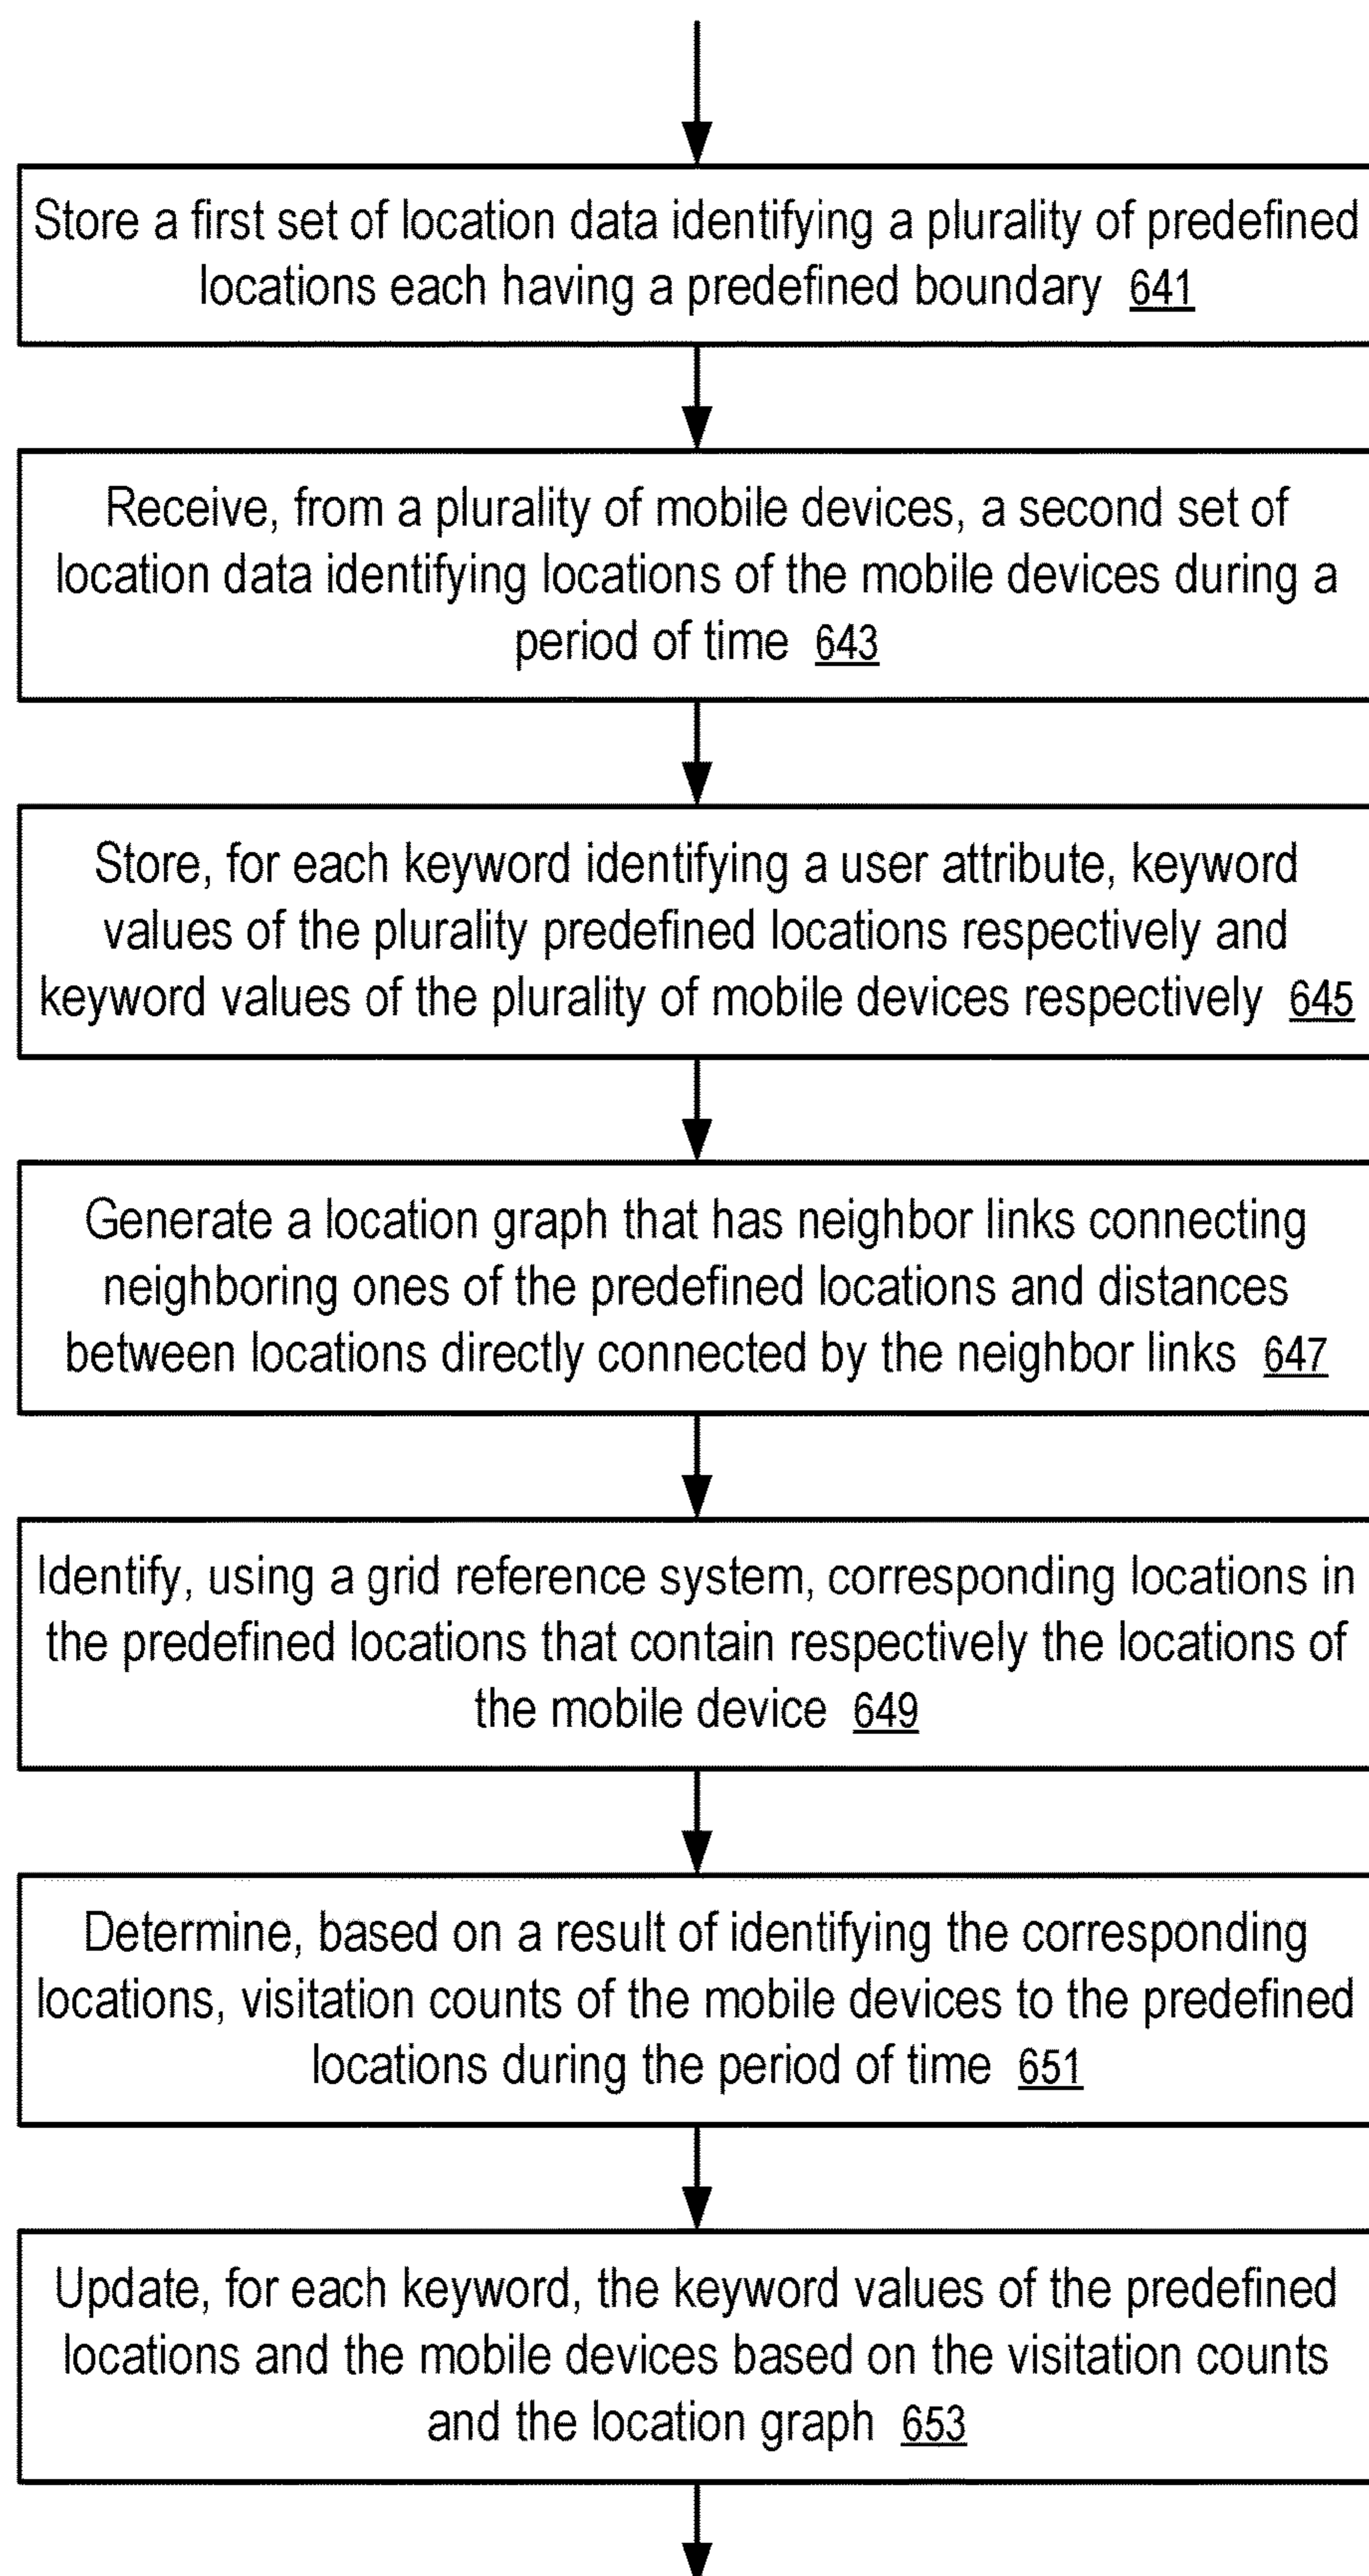 Store a first set of location data identifying a plurality of predefined
locations each having a predefined boundary 641
Receive, from a plurality of mobile devices, a second set of
location data identifying locations of the mobile devices during a
period of time 643
Store, for each keyword identifying a user attribute, keyword
values of the plurality predefined locations respectively and
keyword values of the plurality of mobile devices respectively 645
Generate a location graph that has neighbor links connecting
neighboring ones of the predefined locations and distances
between locations directly connected by the neighbor links 647
Identify, using a grid reference system, corresponding locations in
the predefined locations that contain respectively the locations of
the mobile device 649
Determine, based on a result of identifying the corresponding
locations, visitation counts of the mobile devices to the predefined
locations during the period of time 651
Update, for each keyword, the keyword values of the predefined
locations and the mobile devices based on the visitation counts
and the location graph 653